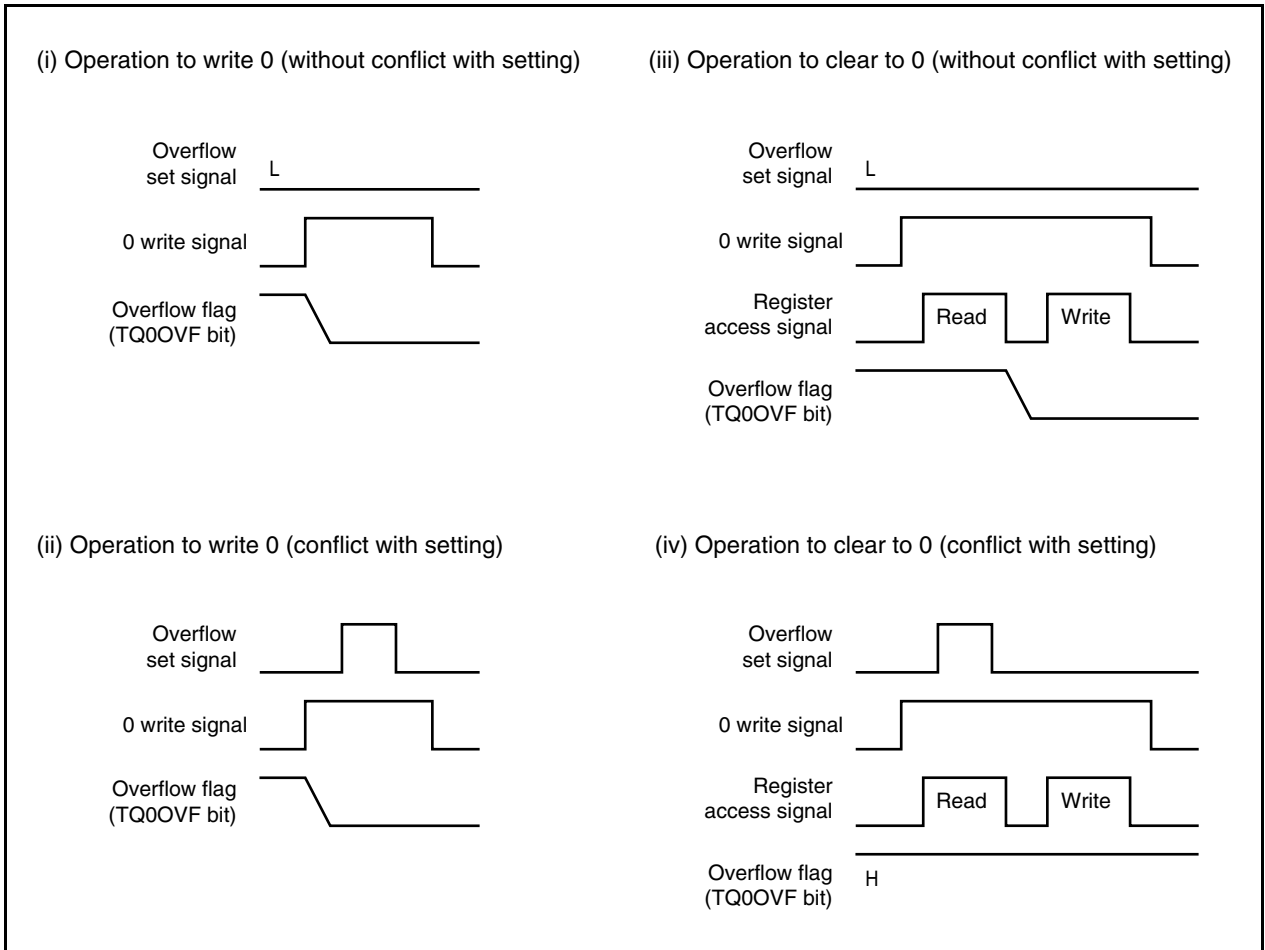 (i) Operation to write 0 (without conflict with setting)
Overflow
set signal
L
0 write signal
Overflow flag
(TQ0OVF bit)
(iii) Operation to clear to 0 (without conflict with setting)
Overflow
set signal
L
0 write signal
Register
access signal
Read
Write
Overflow flag
(TQ0OVF bit)
(ii) Operation to write 0 (conflict with setting)
Overflow
set signal
0 write signal
Overflow flag
(TQ0OVF bit)
(iv) Operation to clear to 0 (conflict with setting)
Overflow
set signal
0 write signal
Register
access signal
Read
Write
Overflow flag
(TQ0OVF bit)
H